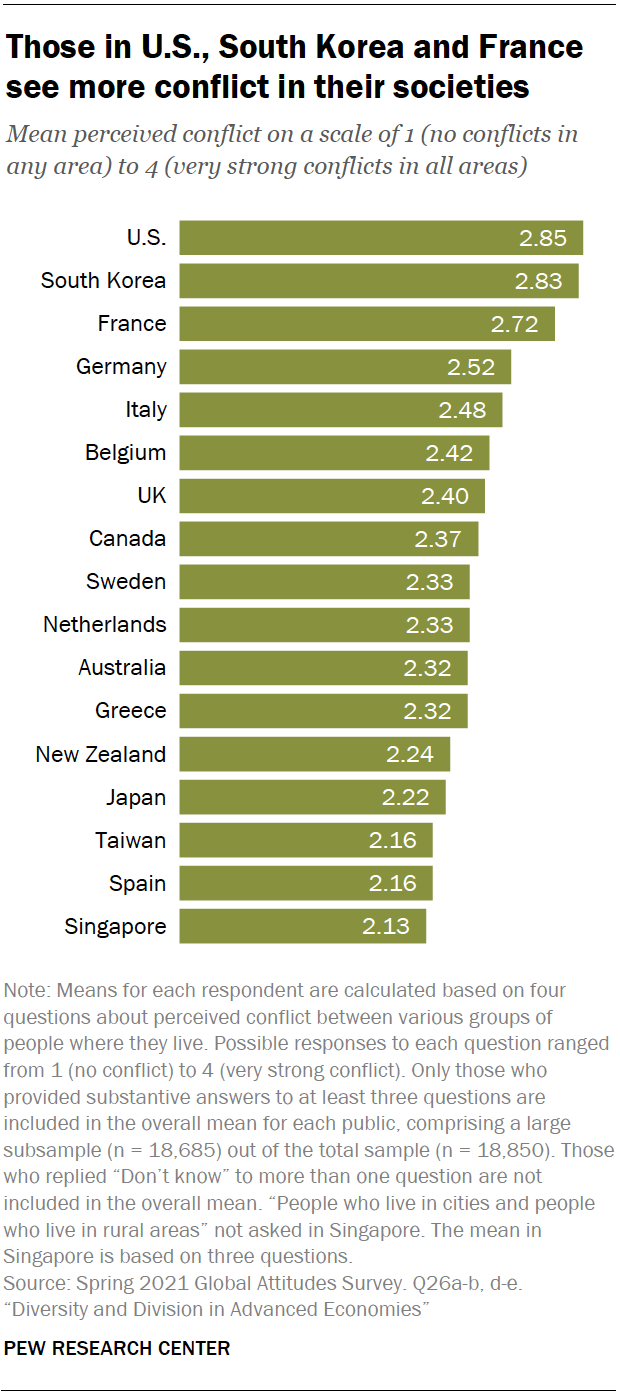 Those in U.S., South Korea and France
see more conflict in their societies
Mean perceived conflict on a scale of 1 (no conflicts in
any area) to 4 (very strong conflicts in all areas)
U.S. 2.85
South Korea 2.83
France 2.72
Germany 2.52
Italy 2.48
Belgium 2.42
UK 2.40
Canada 2.37
Sweden 2.33
Netherlands 2.33
Australia 2.32
Greece 2.32
New Zealand 2.24
Japan 2.22
Taiwan 2.16
Spain 2.16
Singapore 2.13
Note: Means for each respondent are calculated based on four
questions about perceived conflict between various groups of
people where they live. Possible responses to each question ranged
from 1 (no conflict) to 4 (very strong conflict). Only those who
provided substantive answers to at least three questions are
included in the overall mean for each public, comprising a large
subsample (n = 18,685) out of the total sample (n = 18,850). Those
who replied “Don’t know” to more than one question are not
included in the overall mean. “People who live in cities and people
who live in rural areas” not asked in Singapore. The mean in
Singapore is based on three questions.
Source: Spring 2021 Global Attitudes Survey. Q26a-b, d-e.
“Diversity and Division in Advanced Economies”
PEW RESEARCH CENTER